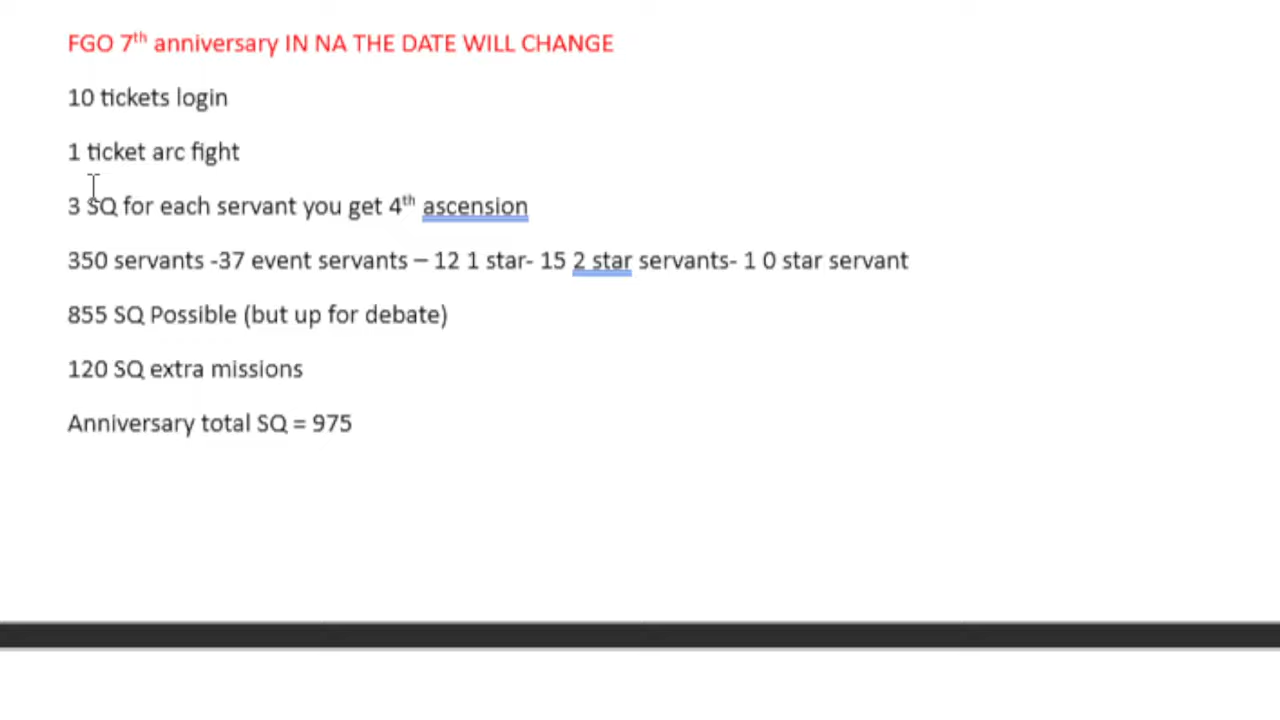 FGO 7th anniversary IN NA THE DATE WILL CHANGE
10 tickets login
1 ticket arc fight
3 SQ for each servant you get 4th ascension
350 servants -37 event servants – 12 1 star- 15 2 star servants- 1 0 star servant
855 SQ Possible (but up for debate)
120 SQ extra missions
Anniversary total SQ = 975